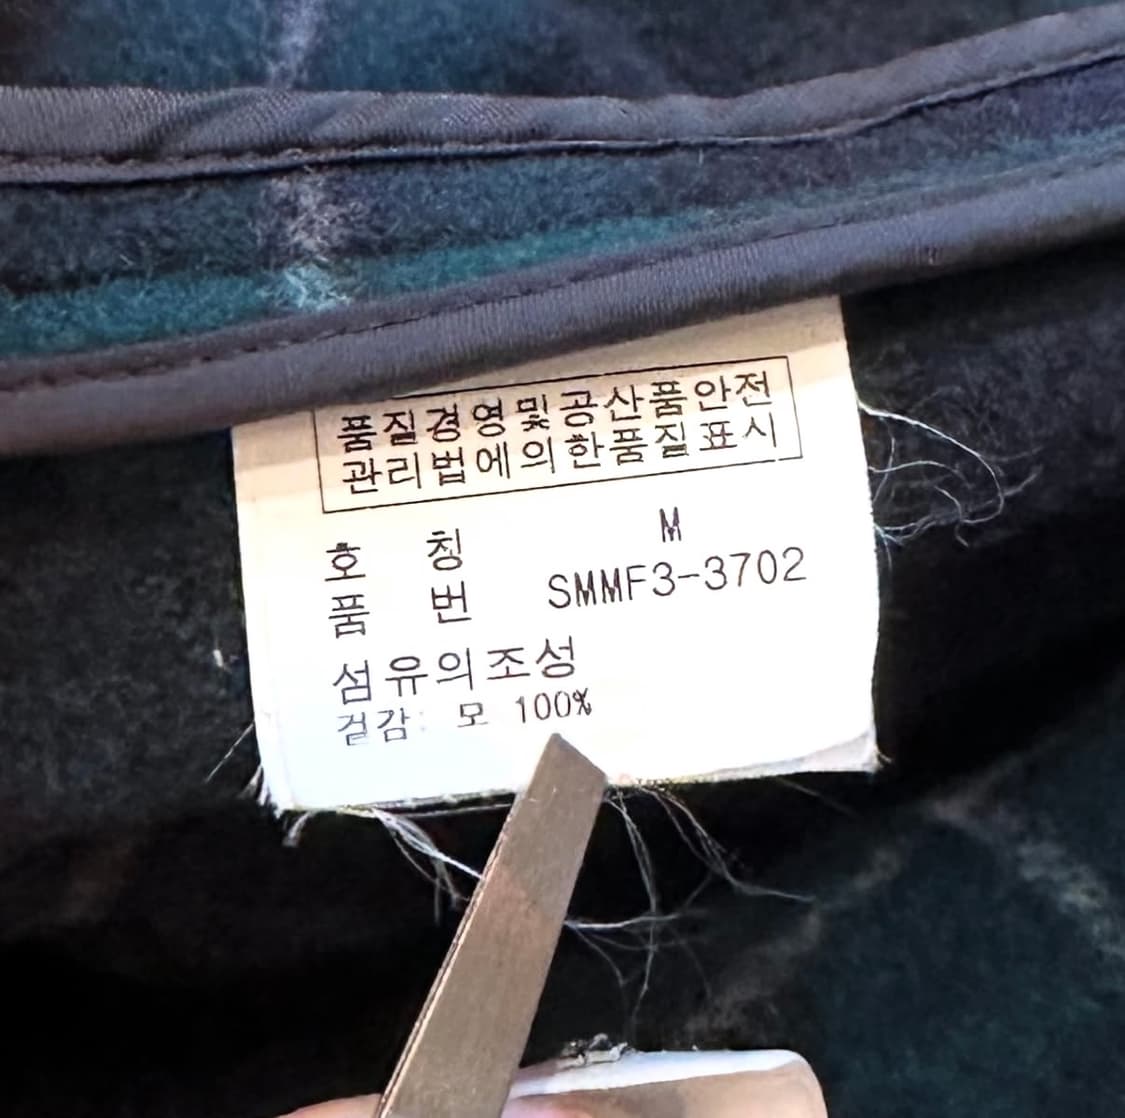 품질경영및공산품안전
관리법에의한품질표시
호 칭 M
품 번 SMMF3-3702
섬유의조성
겉감: 모 100%